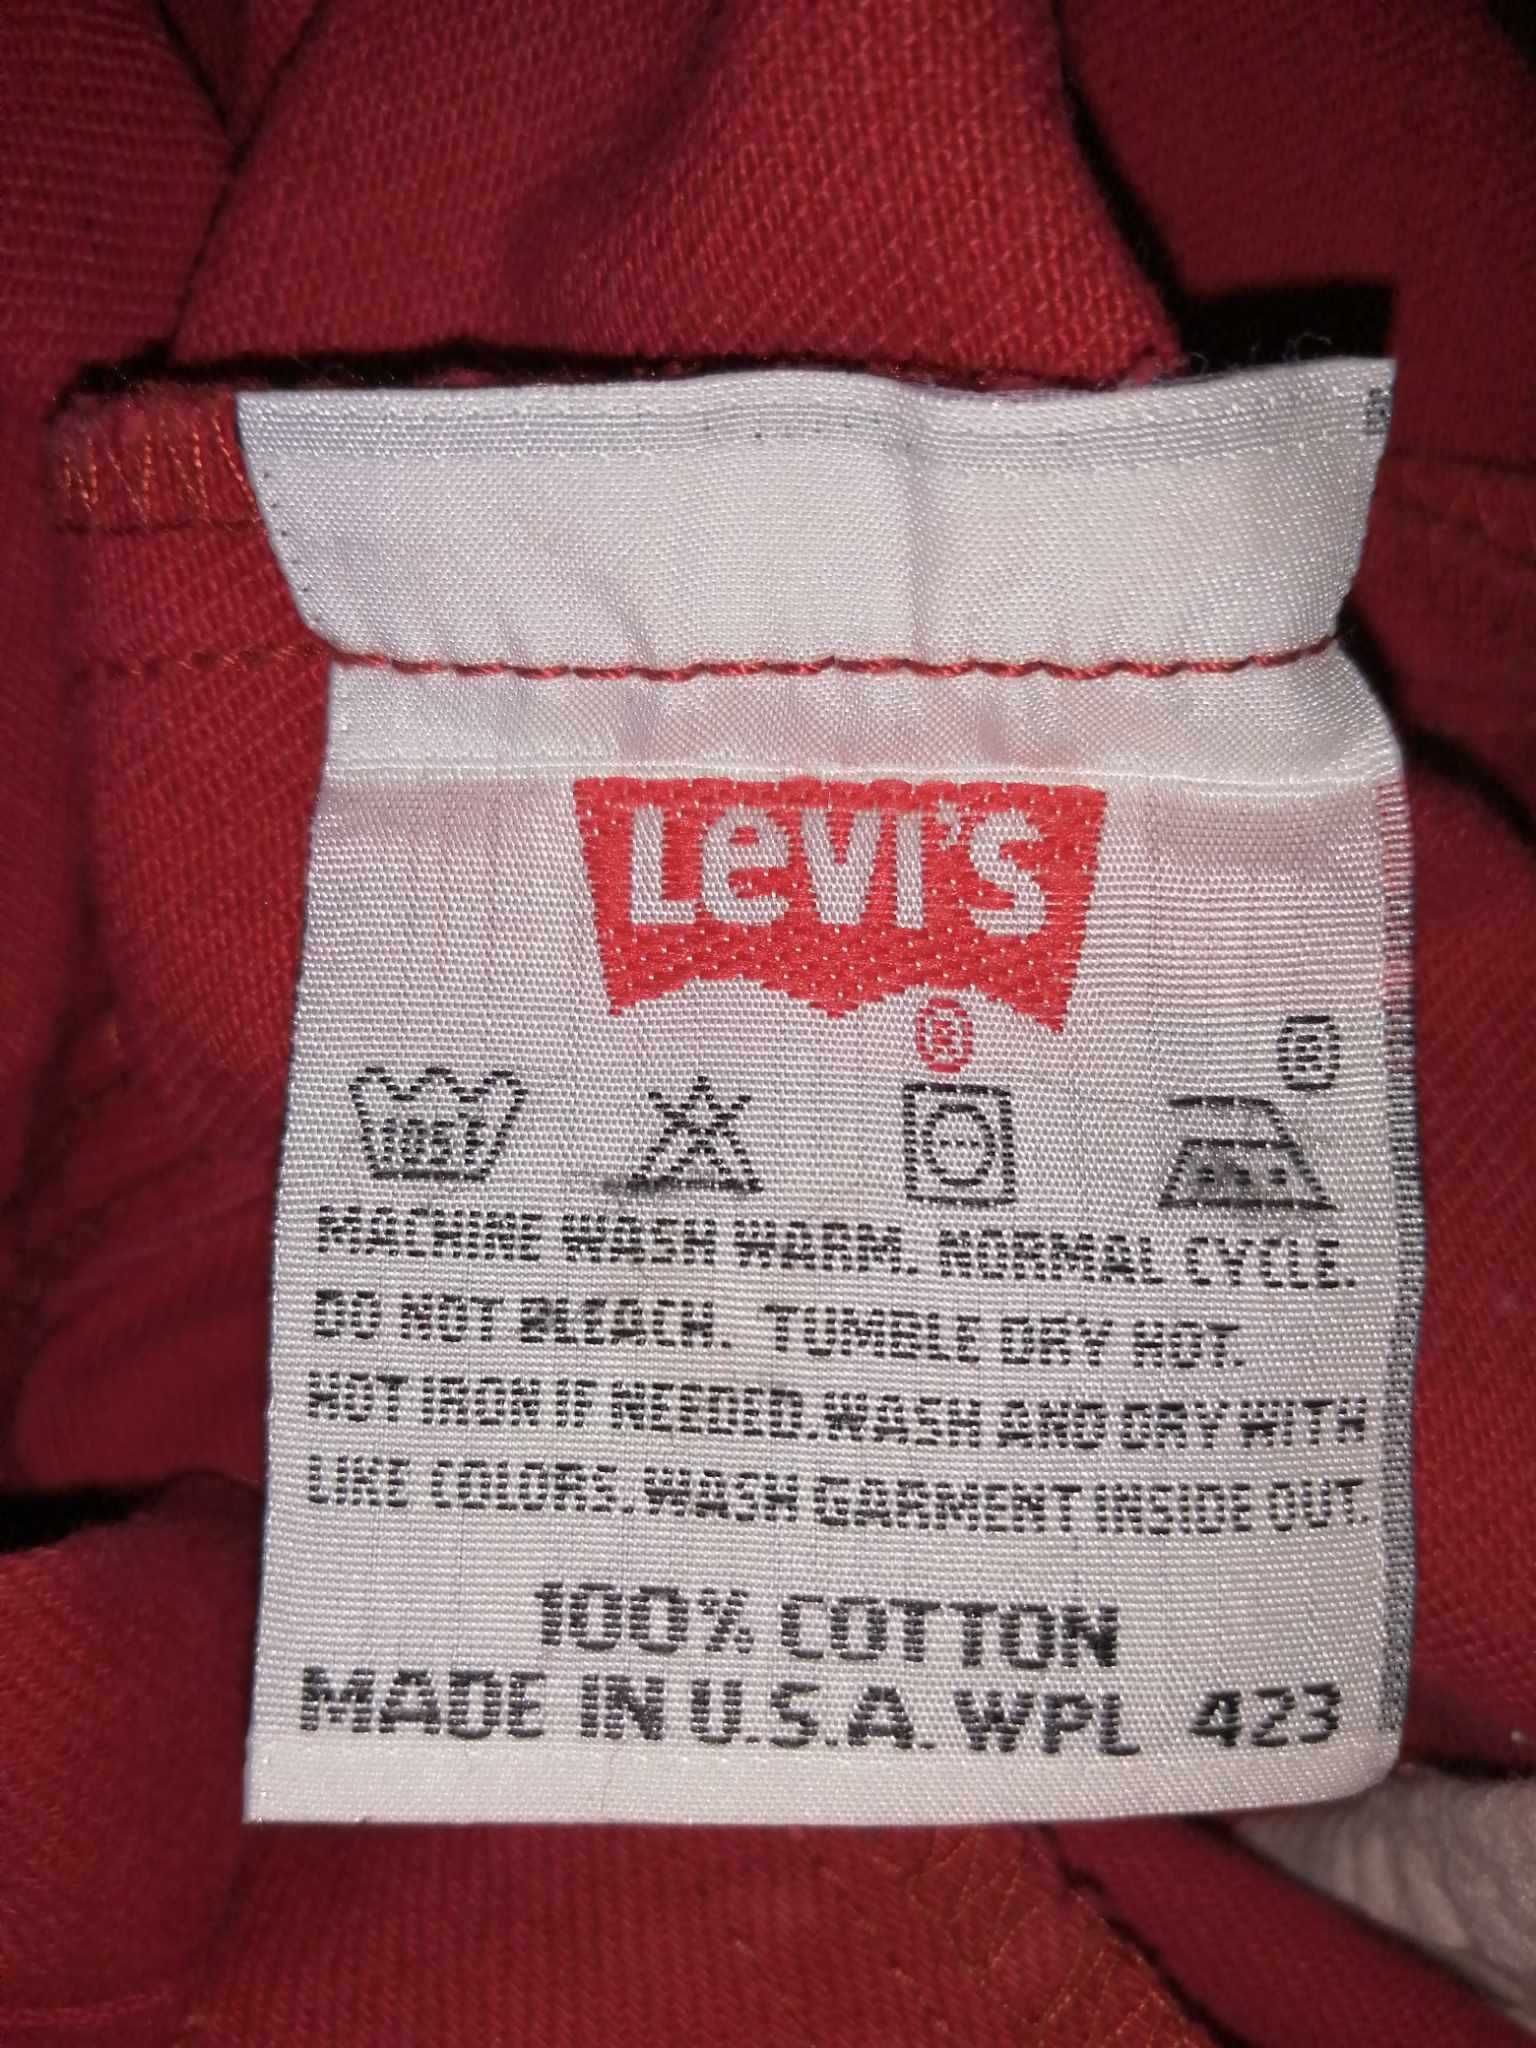 Levi's
®
®
105F
MACHINE WASH WARM. NORMAL CYCLE.
DO NOT BLEACH. TUMBLE DRY HOT.
HOT IRON IF NEEDED. WASH AND DRY WITH
LIKE COLORS. WASH GARMENT INSIDE OUT.
100% COTTON
MADE IN U.S.A. WPL 423